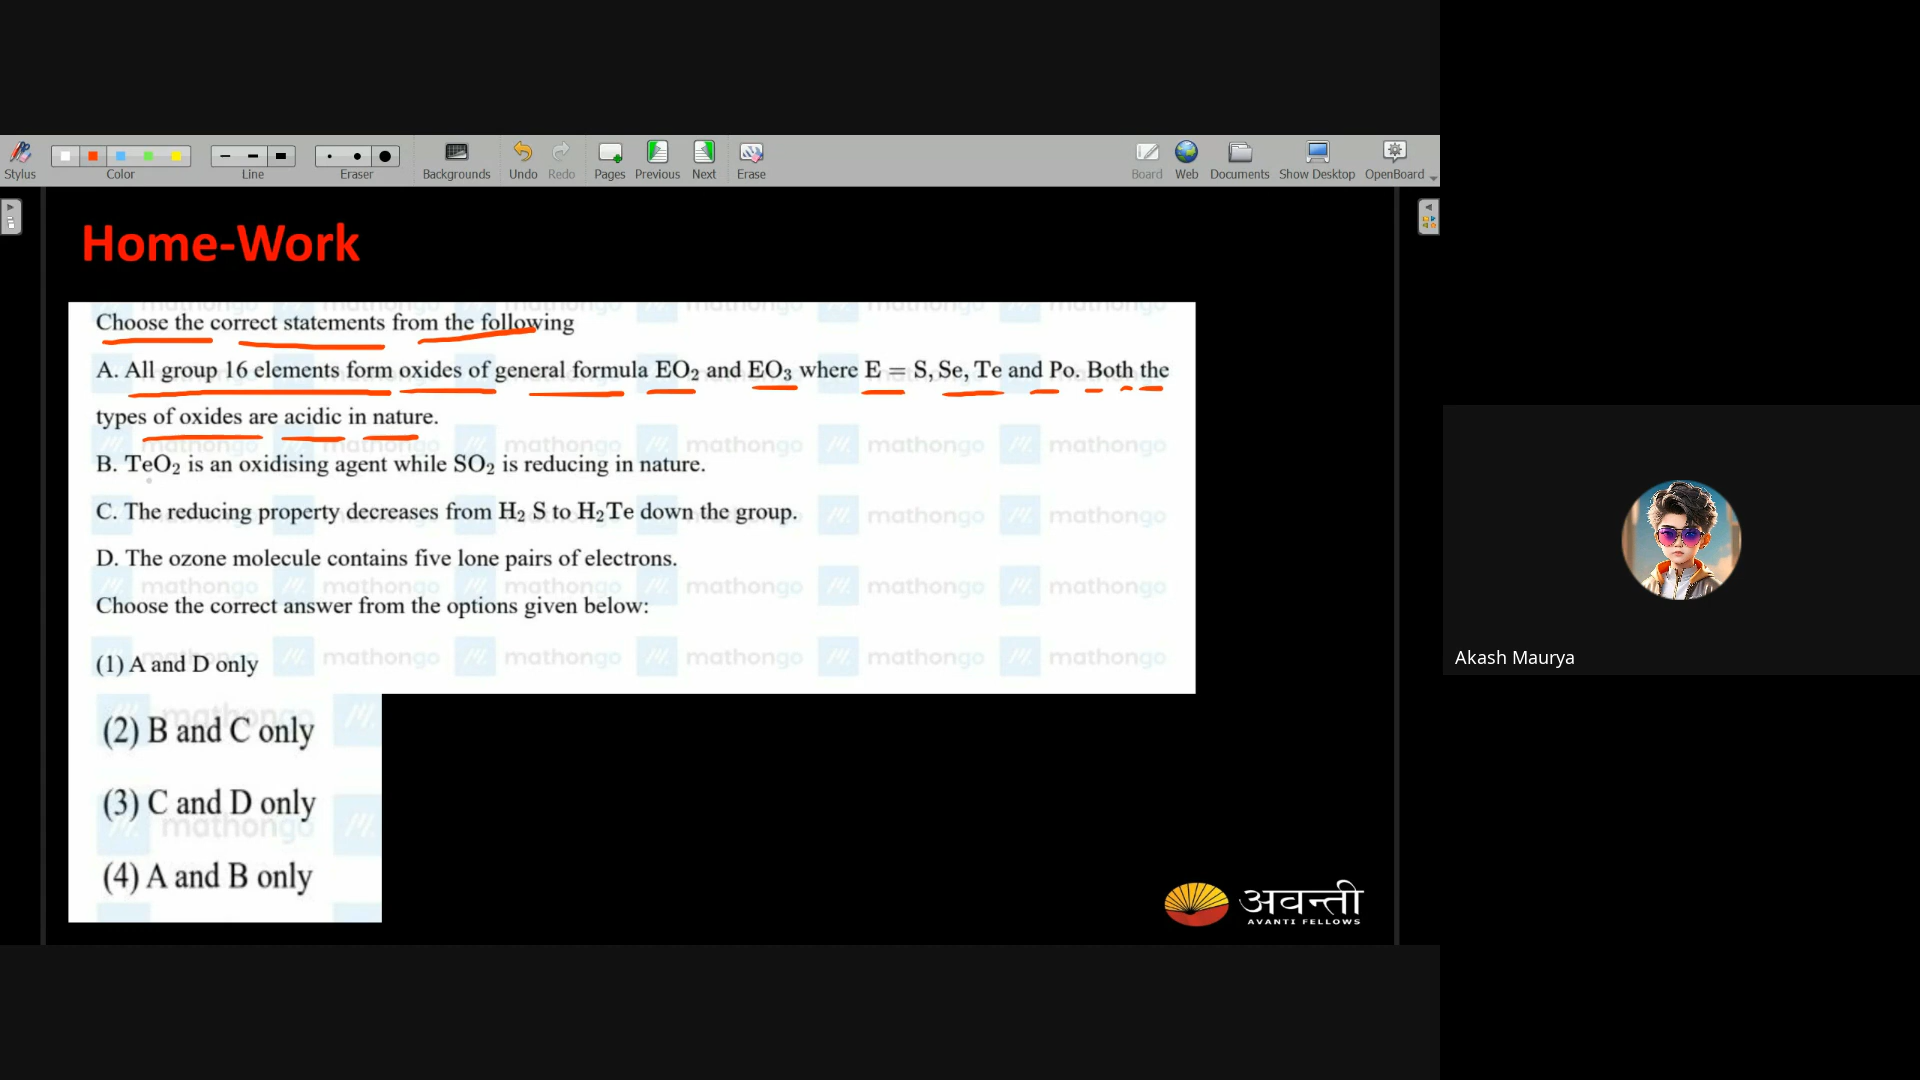 Stylus Color Line Eraser Backgrounds Undo Redo Pages Previous Next Erase Board Web Documents Show Desktop OpenBoard
Home-Work
Choose the correct statements from the following
A. All group 16 elements form oxides of general formula EO₂ and EO₃ where E = S, Se, Te and Po. Both the
types of oxides are acidic in nature.
B. TeO₂ is an oxidising agent while SO₂ is reducing in nature.
C. The reducing property decreases from H₂ S to H₂Te down the group.
D. The ozone molecule contains five lone pairs of electrons.
Choose the correct answer from the options given below:
(1) A and D only
(2) B and C only
(3) C and D only
(4) A and B only
mathongo
अवन्ती
AVANTI FELLOWS
Akash Maurya